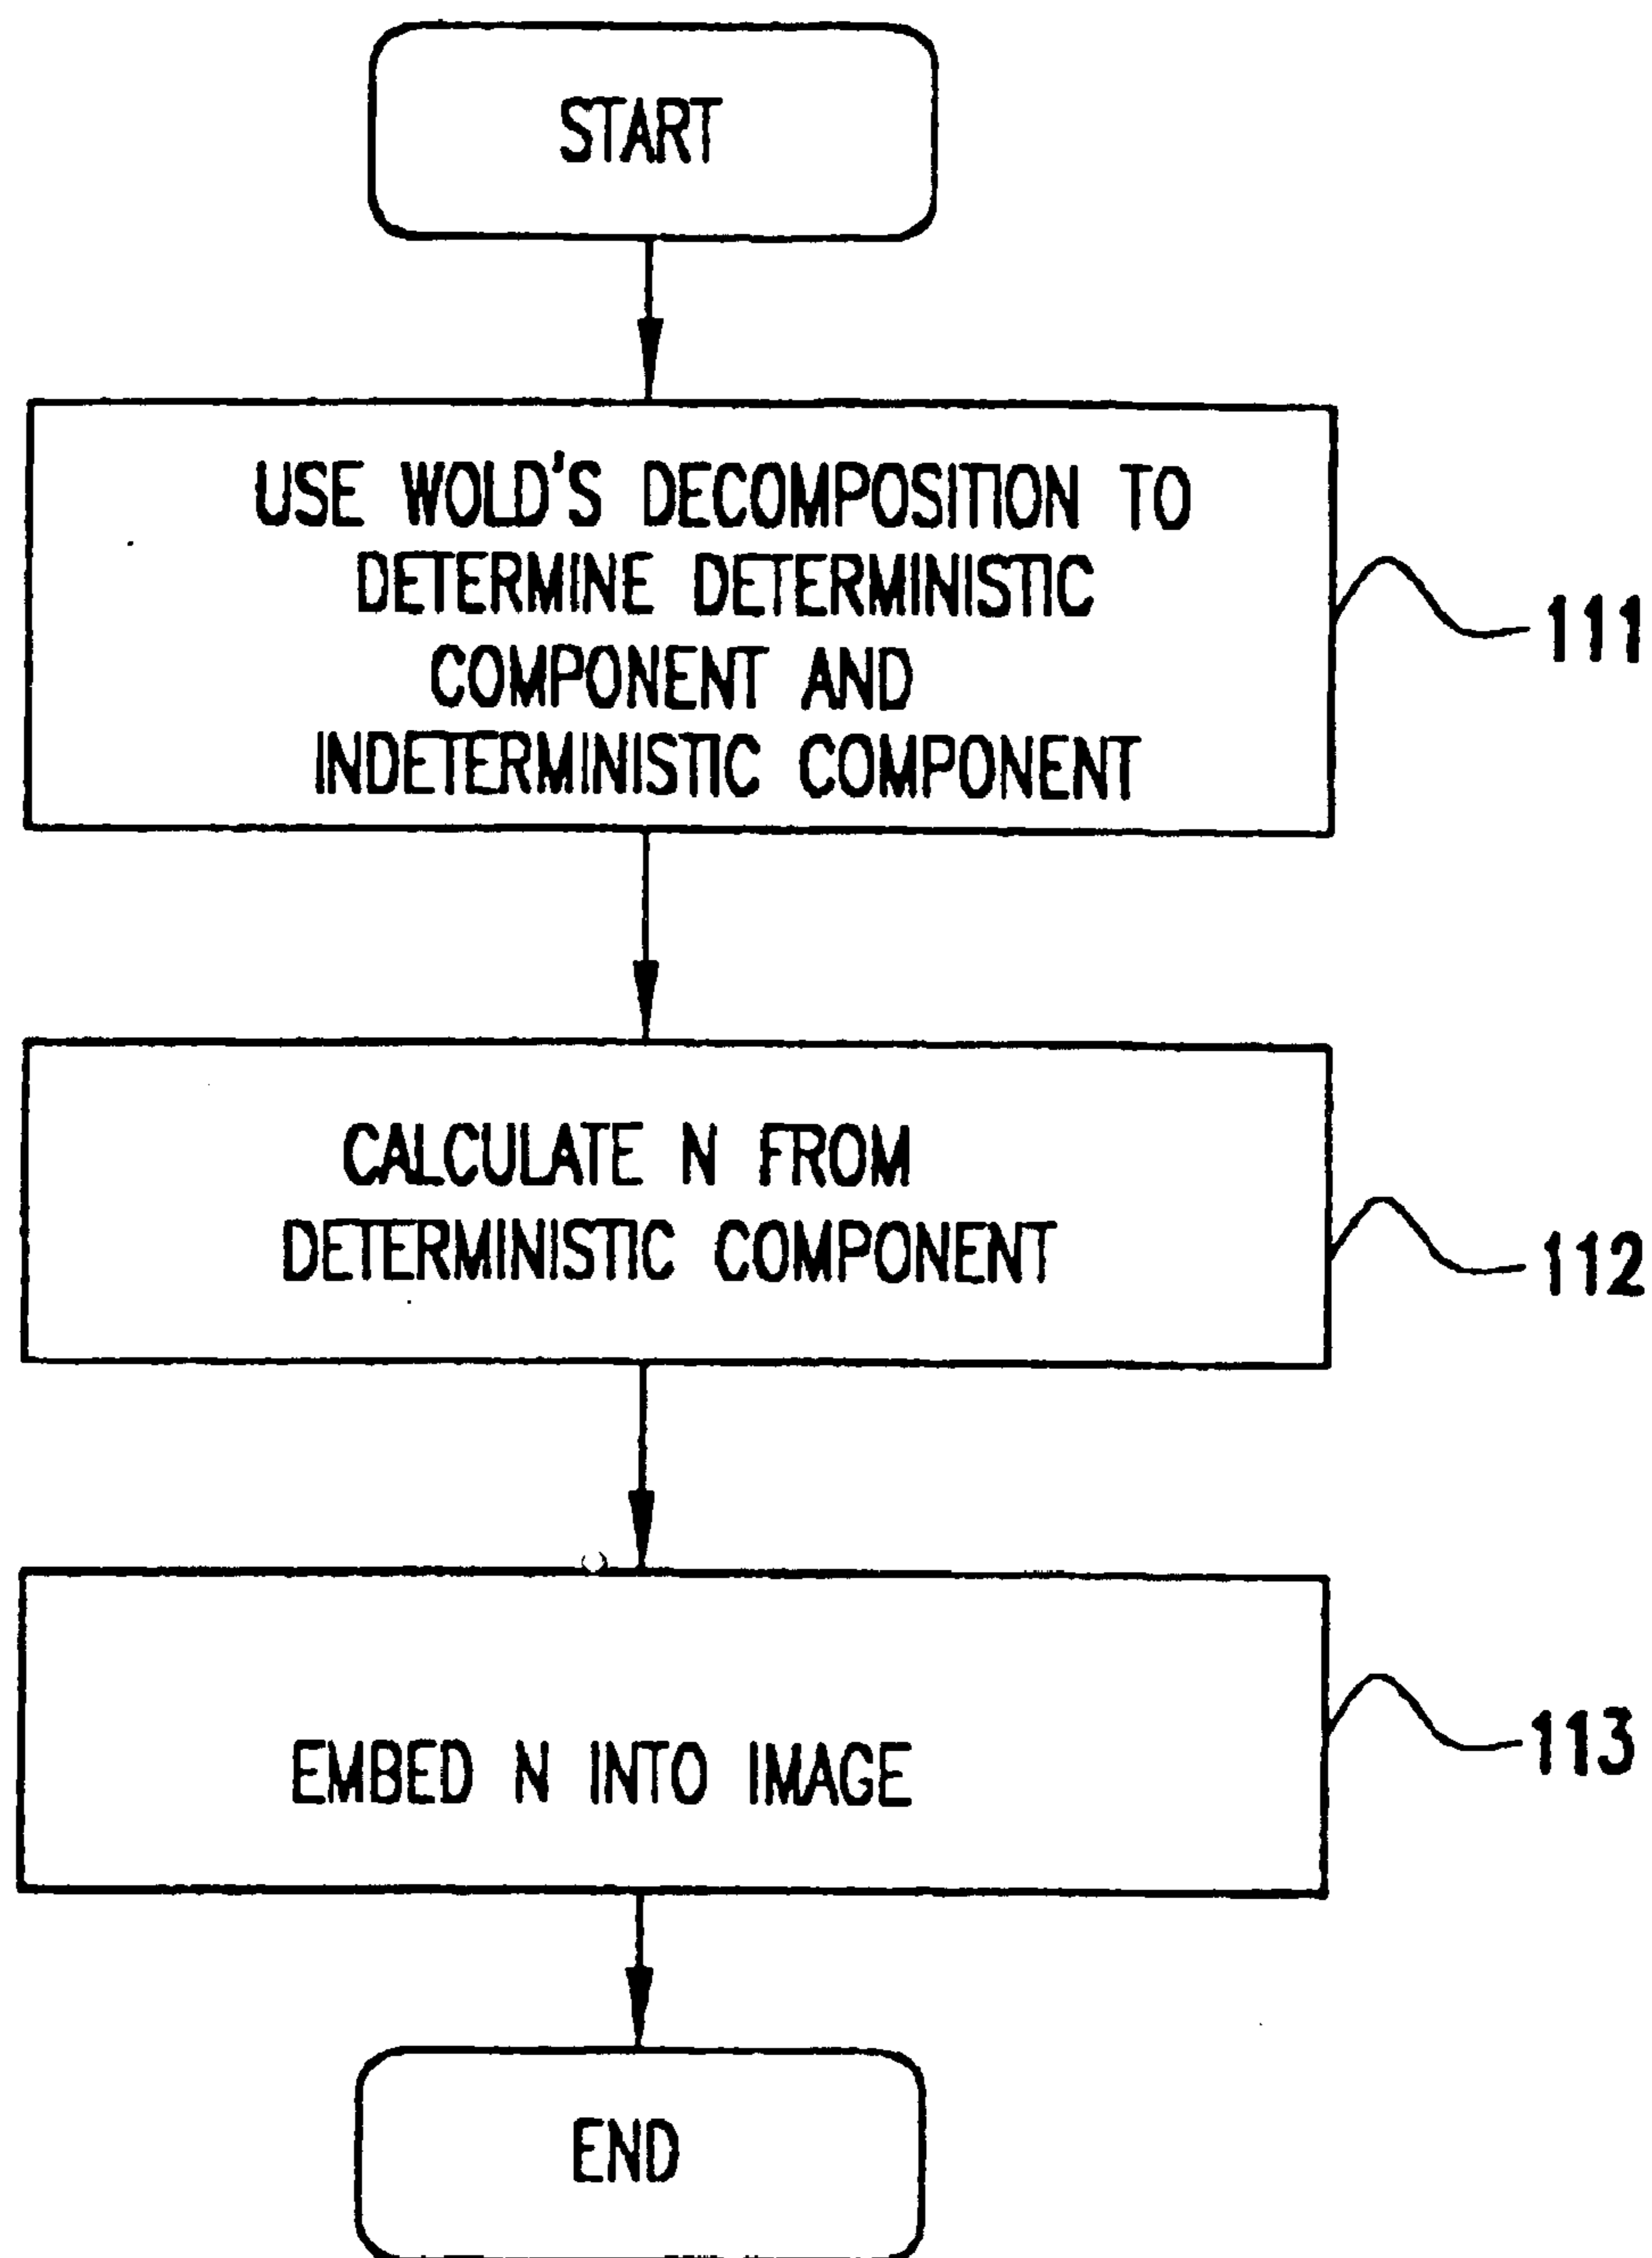 START
USE WOLD'S DECOMPOSITION TO
DETERMINE DETERMINISTIC
COMPONENT AND
INDETERMINISTIC COMPONENT
111
CALCULATE N FROM
DETERMINISTIC COMPONENT
112
EMBED N INTO IMAGE
113
END